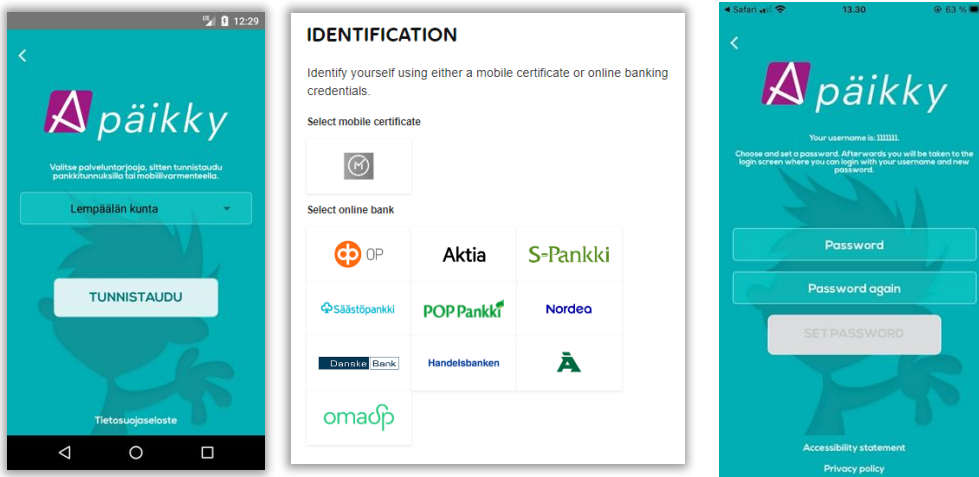 12:29
päikky
Valitse palveluntarjoaja, sitten tunnistaudu
pankkitunnuksilla tai mobiilivarmenteella.
Lempäälän kunta
TUNNISTAUDU
Tietosuojaseloste
IDENTIFICATION
Identify yourself using either a mobile certificate or online banking
credentials.
Select mobile certificate
M
Select online bank
OP
Aktia
S-Pankki
Säästöpankki
POP Pankki
Nordea
Danske Bank
Handelsbanken
omasp
Safari
13.30
63 %
päikky
Your username is: 1111111.
Choose and set a password. Afterwards you will be taken to the
login screen where you can login with your username and new
password.
Password
Password again
SET PASSWORD
Accessibility statement
Privacy policy